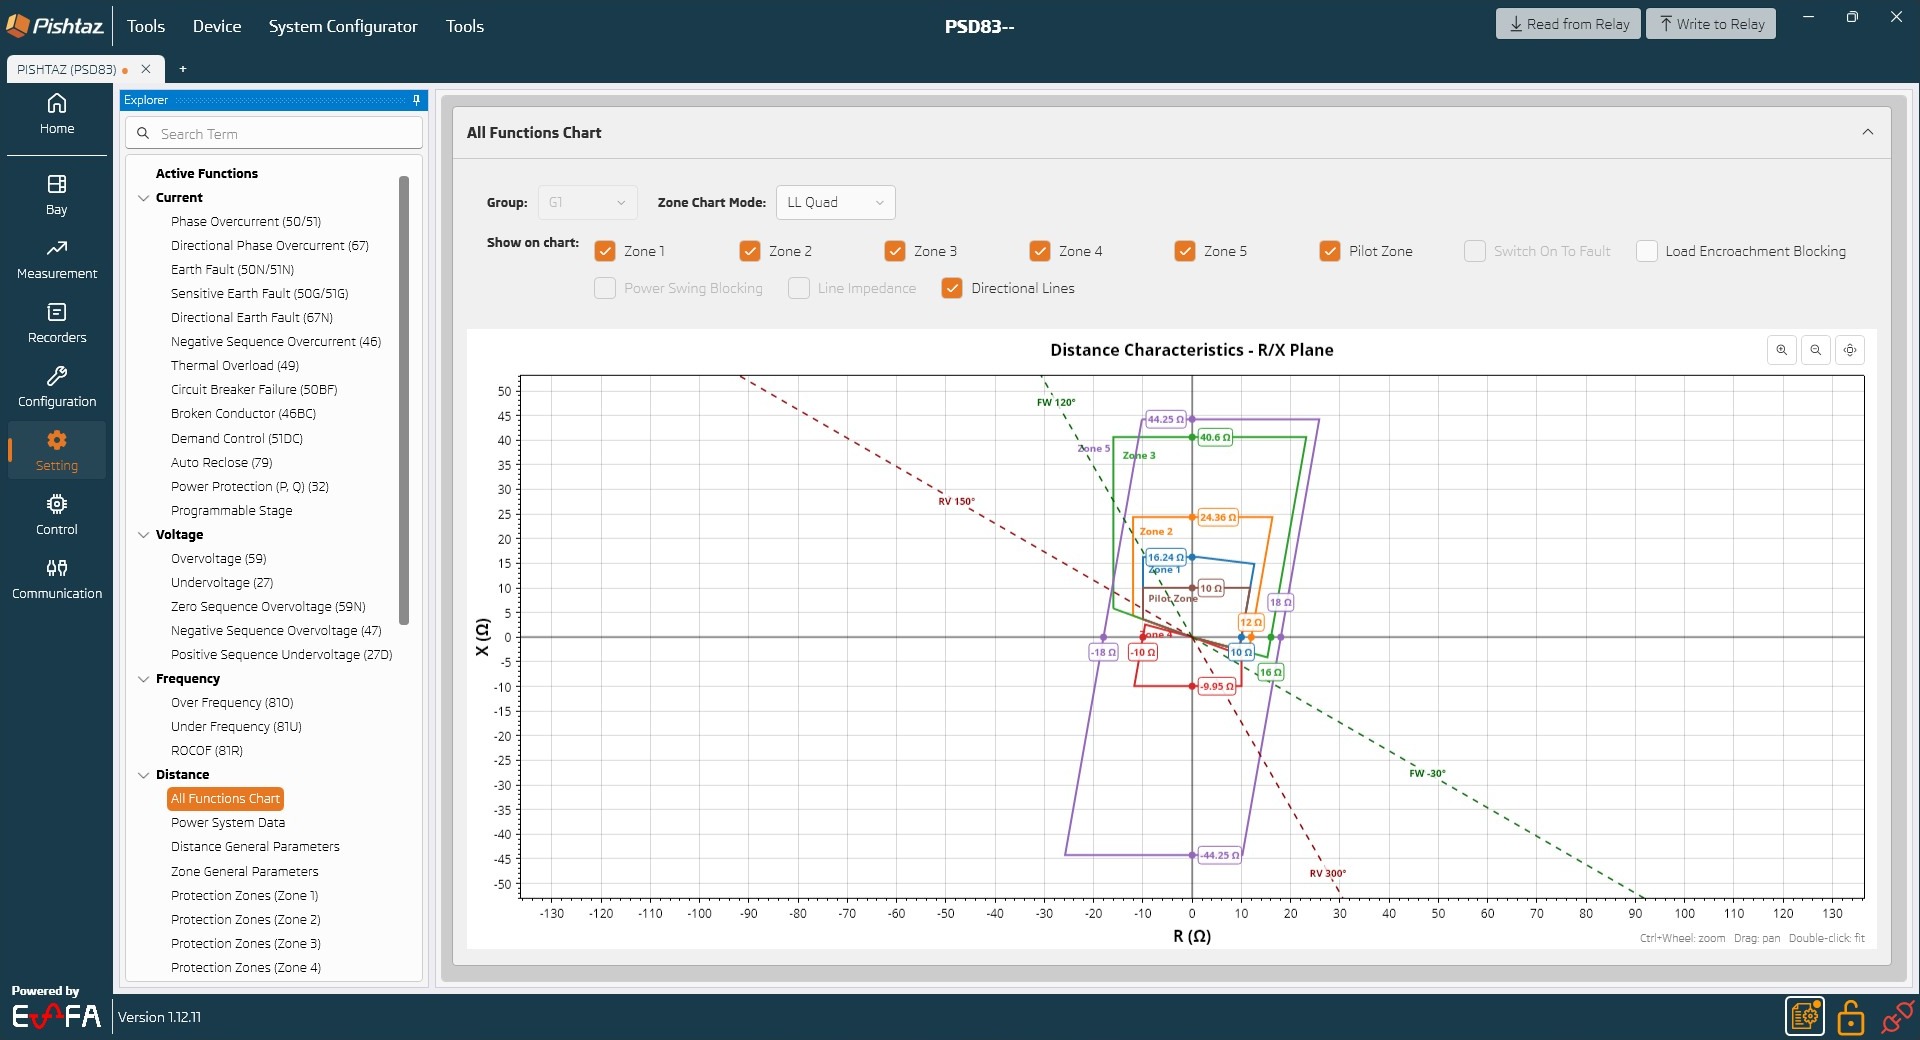 Pishtaz
Tools
Device
System Configurator
Tools
PSD83--
Read from Relay
Write to Relay
PISHTAZ (PSD83)
Home
Bay
Measurement
Recorders
Configuration
Setting
Control
Communication
Explorer
Search Term
Active Functions
Current
Phase Overcurrent (50/51)
Directional Phase Overcurrent (67)
Earth Fault (50N/51N)
Sensitive Earth Fault (50G/51G)
Directional Earth Fault (67N)
Negative Sequence Overcurrent (46)
Thermal Overload (49)
Circuit Breaker Failure (50BF)
Broken Conductor (46BC)
Demand Control (51DC)
Auto Reclose (79)
Power Protection (P, Q) (32)
Programmable Stage
Voltage
Overvoltage (59)
Undervoltage (27)
Zero Sequence Overvoltage (59N)
Negative Sequence Overvoltage (47)
Positive Sequence Undervoltage (27D)
Frequency
Over Frequency (81O)
Under Frequency (81U)
ROCOF (81R)
Distance
All Functions Chart
Power System Data
Distance General Parameters
Zone General Parameters
Protection Zones (Zone 1)
Protection Zones (Zone 2)
Protection Zones (Zone 3)
Protection Zones (Zone 4)
All Functions Chart
Group: G1 Zone Chart Mode: LL Quad
Show on chart: Zone 1 Zone 2 Zone 3 Zone 4 Zone 5 Pilot Zone Switch On To Fault Load Encroachment Blocking
Power Swing Blocking Line Impedance Directional Lines
Distance Characteristics - R/X Plane
X (Ω)
50
45
40
35
30
25
20
15
10
5
0
-5
-10
-15
-20
-25
-30
-35
-40
-45
-50
FW 120°
44.25 Ω
40.6 Ω
Zone 5
Zone 3
RV 150°
24.36 Ω
Zone 2
16.24 Ω
Zone 1
10 Ω
Pilot Zone
18 Ω
12 Ω
Zone 4
-18 Ω
-10 Ω
10 Ω
16 Ω
-9.95 Ω
FW -30°
-44.25 Ω
RV 300°
-130 -120 -110 -100 -90 -80 -70 -60 -50 -40 -30 -20 -10 0 10 20 30 40 50 60 70 80 90 100 110 120 130
R (Ω)
Ctrl+Wheel: zoom Drag: pan Double-click: fit
Powered by
Version 1.12.11